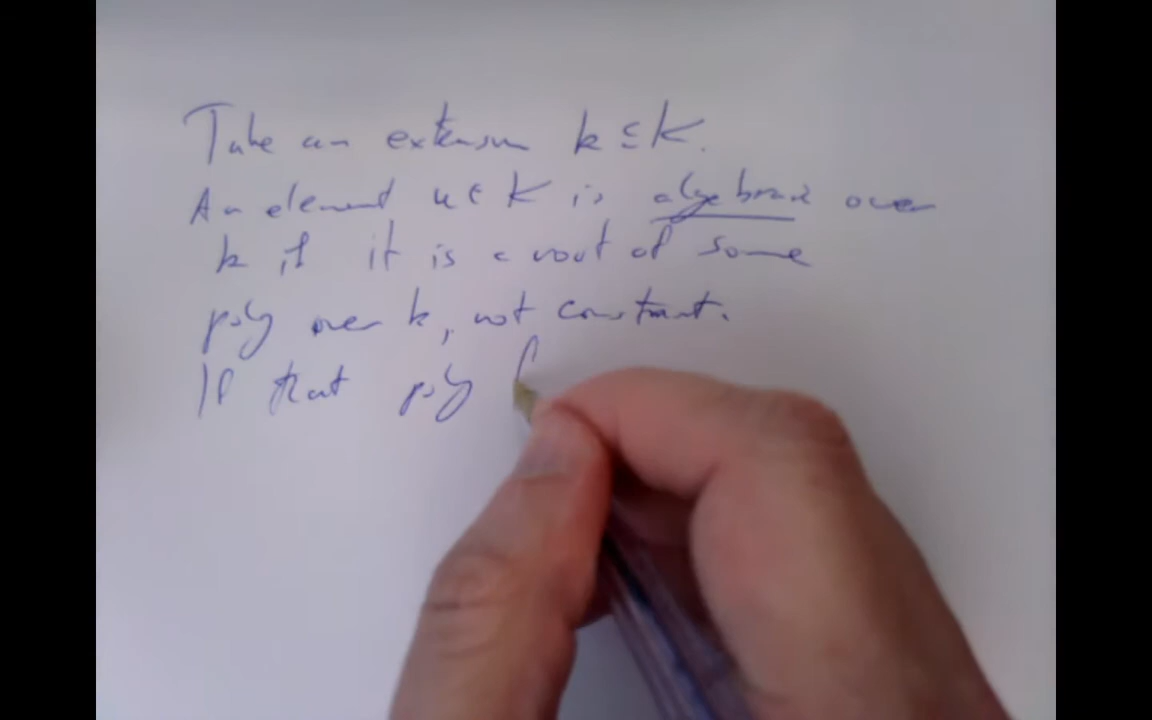 Take an extension k ⊆ K.
An element u ∈ K is algebraic over
k if it is a root of some
poly over k, not constant.
If that poly f